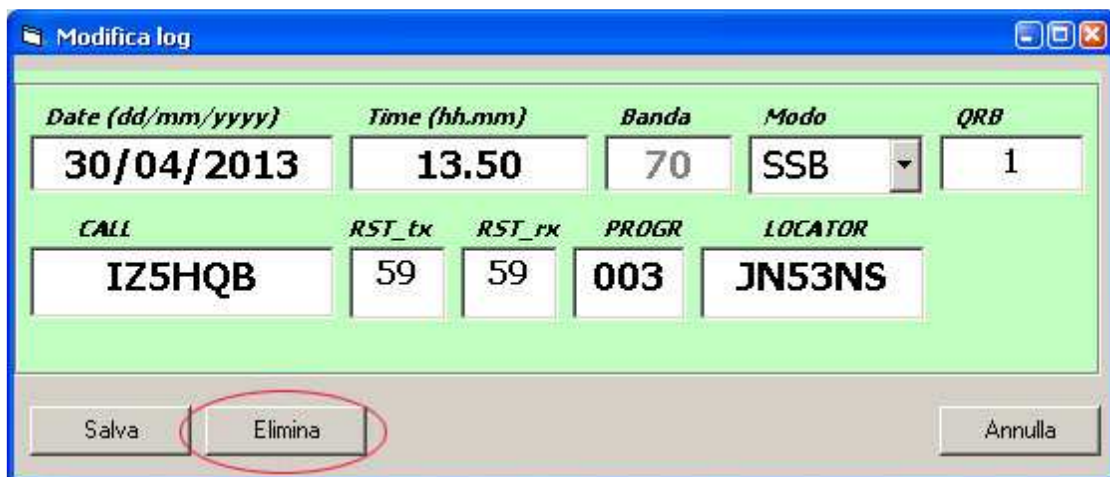 Modifica log
Date (dd/mm/yyyy) Time (hh.mm) Banda Modo QRB
30/04/2013 13.50 70 SSB 1
CALL RST_tx RST_rx PROGR LOCATOR
IZ5HQB 59 59 003 JN53NS
Salva Elimina Annulla